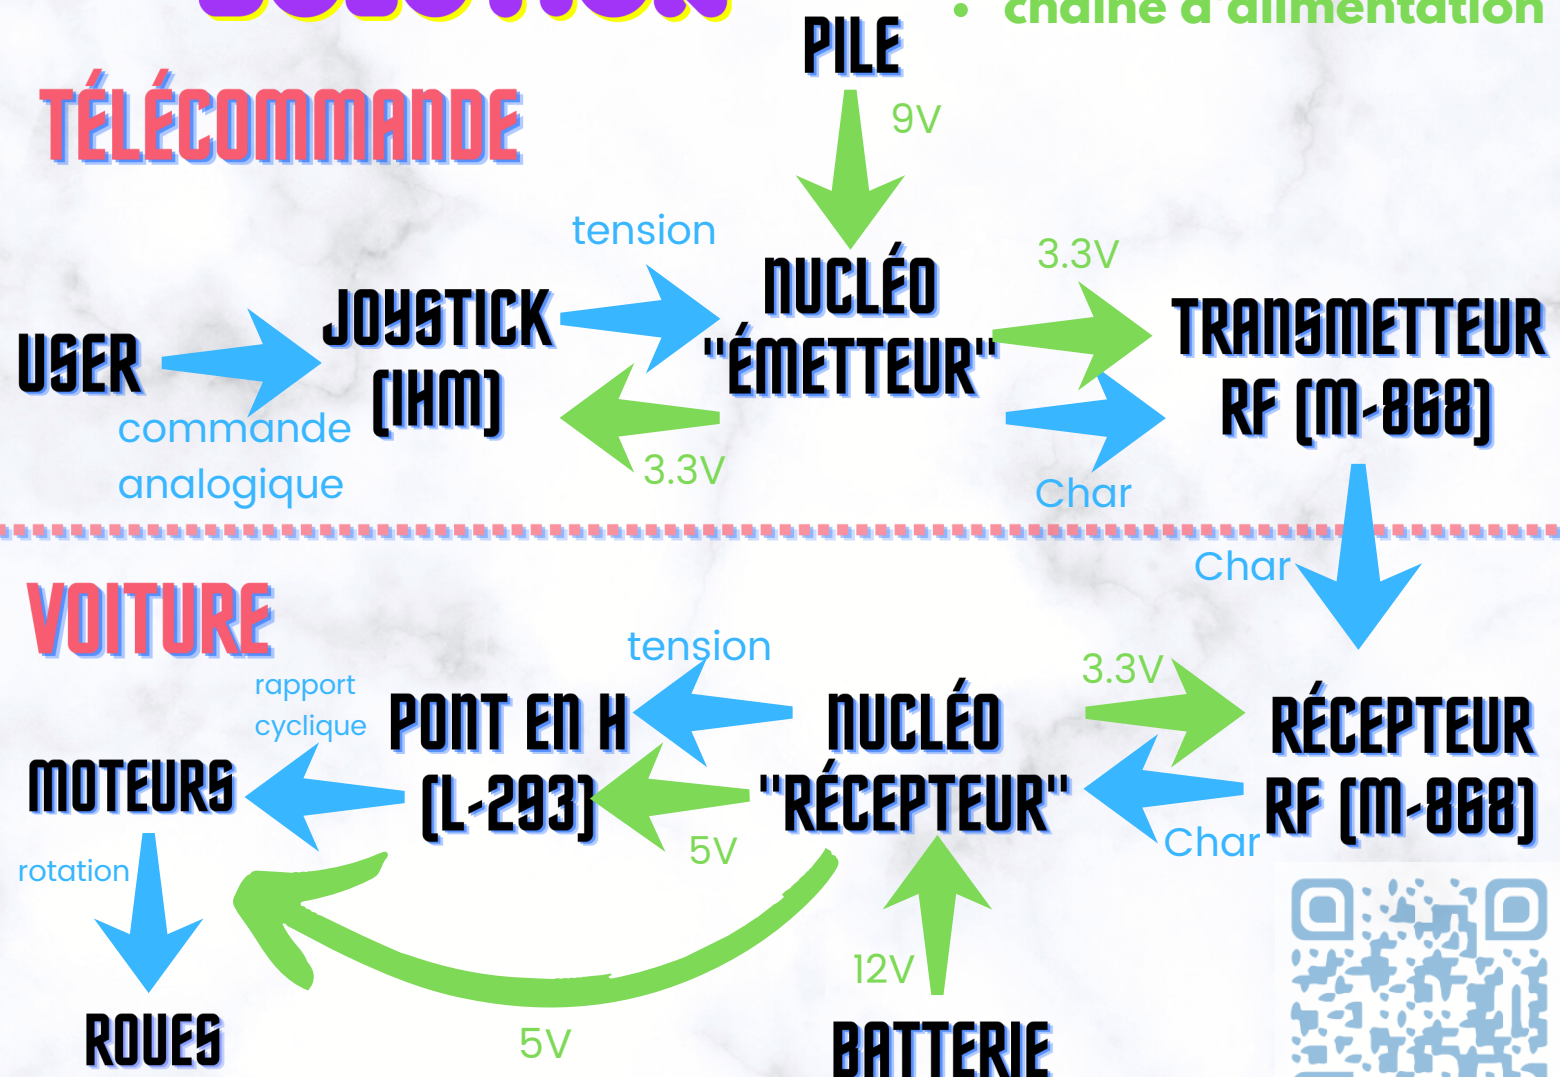 SOLUTION
• chaîne d'alimentation
PILE
TÉLÉCOMMANDE
9V
tension
3.3V
NUCLÉO
"ÉMETTEUR"
JOYSTICK
(IHM)
USER
TRANSMETTEUR
RF (M-868)
commande
analogique
3.3V
Char
Char
VOITURE
tension
3.3V
rapport
cyclique
PONT EN H
(L-293)
NUCLÉO
"RÉCEPTEUR"
RÉCEPTEUR
RF (M-868)
MOTEURS
5V
Char
rotation
12V
5V
ROUES
BATTERIE